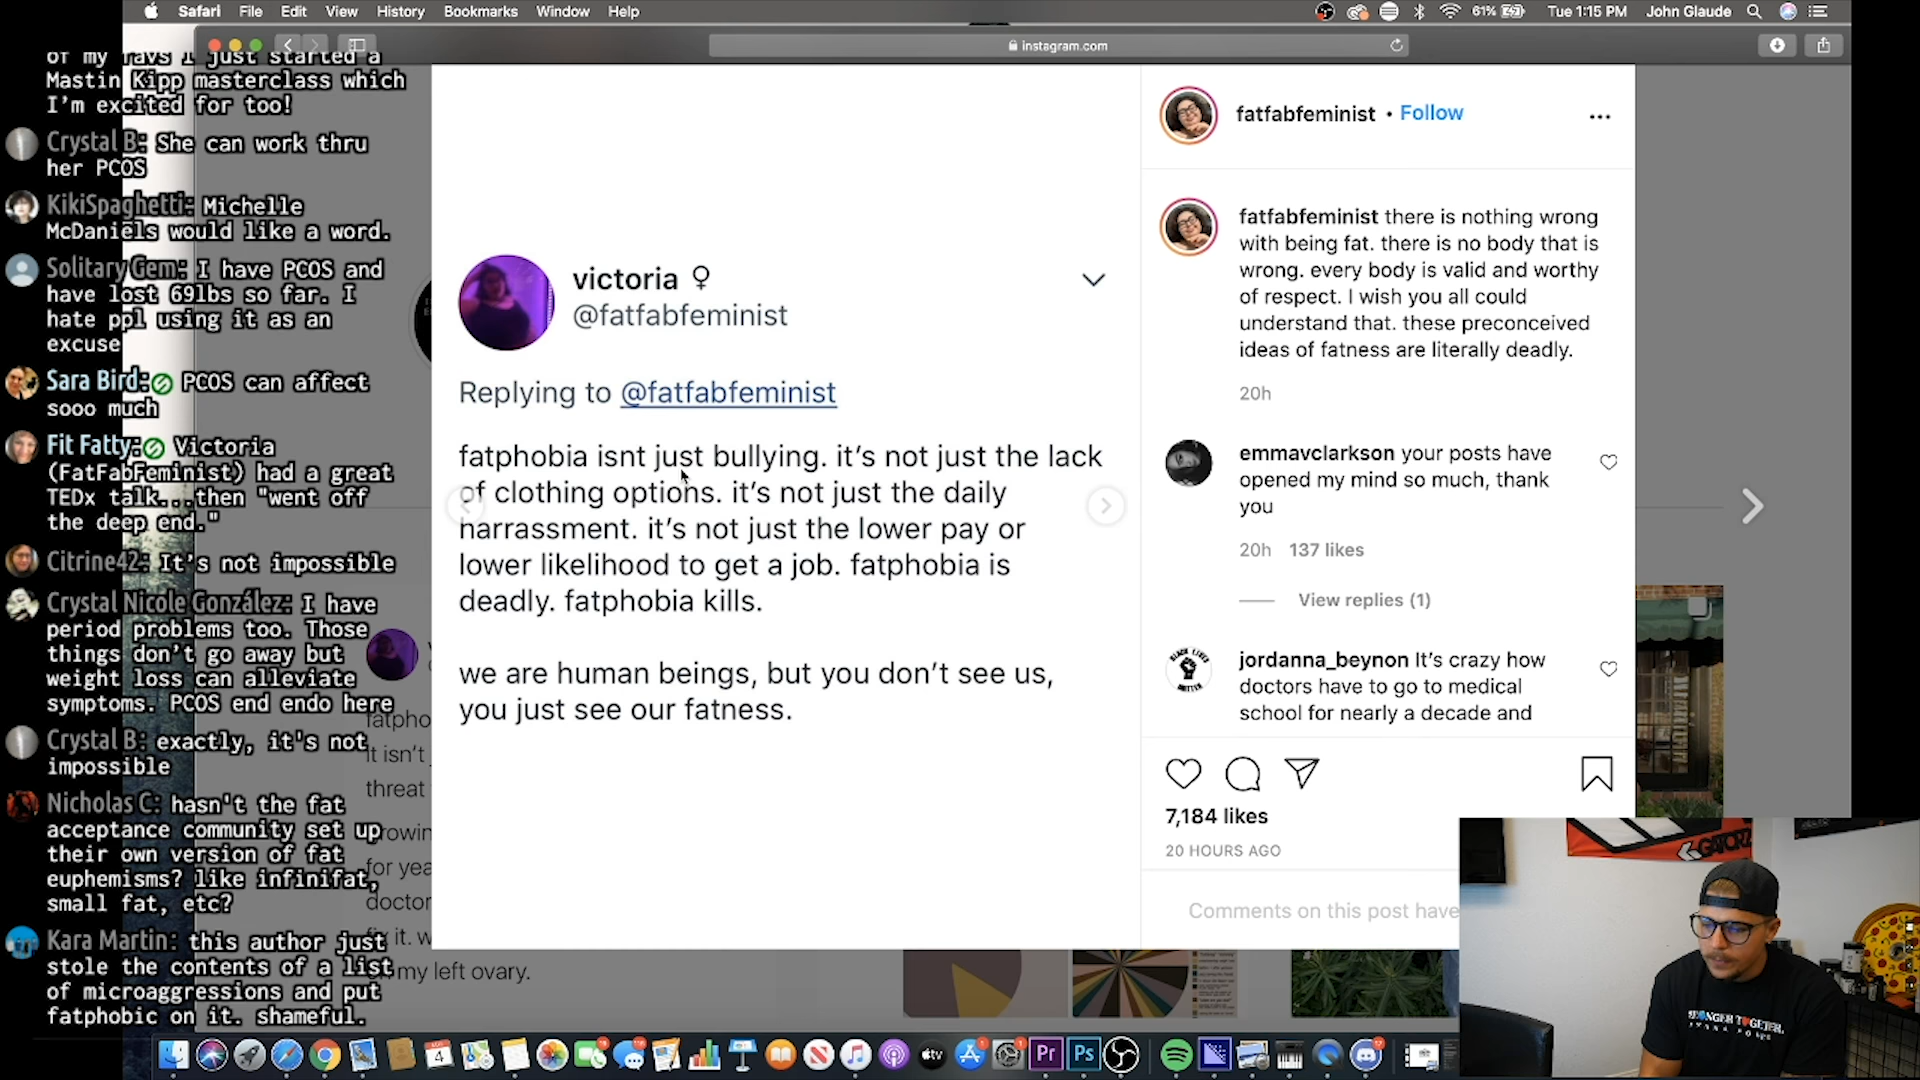 Safari File Edit View History Bookmarks Window Help
61% Tue 1:15 PM John Glaude
instagram.com
of my favs I just started a
Mastin Kipp masterclass which
I'm excited for too!
Crystal B: She can work thru
her PCOS
KikiSpaghetti: Michelle
McDaniels would like a word.
SolitaryGem: I have PCOS and
have lost 69lbs so far. I
hate ppl using it as an
excuse
Sara Bird: PCOS can affect
sooo much
Fit Fatty: Victoria
(FatFabFeminist) had a great
TEDx talk...then "went off
the deep end."
Citrine42: It's not impossible
Crystal Nicole González: I have
period problems too. Those
things don't go away but
weight loss can alleviate
symptoms. PCOS end endo here
Crystal B: exactly, it's not
impossible
Nicholas C: hasn't the fat
acceptance community set up
their own version of fat
euphemisms? like infinifat,
small fat, etc?
Kara Martin: this author just
stole the contents of a list
of microaggressions and put
fatphobic on it. shameful.
fatpho
it isn't
threat
rowin
for yea
doctor
fix it. w
my left ovary.
victoria ♀
@fatfabfeminist
Replying to @fatfabfeminist
fatphobia isnt just bullying. it's not just the lack
of clothing options. it's not just the daily
harrassment. it's not just the lower pay or
lower likelihood to get a job. fatphobia is
deadly. fatphobia kills.
we are human beings, but you don't see us,
you just see our fatness.
fatfabfeminist • Follow
fatfabfeminist there is nothing wrong
with being fat. there is no body that is
wrong. every body is valid and worthy
of respect. I wish you all could
understand that. these preconceived
ideas of fatness are literally deadly.
20h
emmavclarkson your posts have
opened my mind so much, thank
you
20h 137 likes
View replies (1)
BLACK LIVES
MATTER
jordanna_beynon It's crazy how
doctors have to go to medical
school for nearly a decade and
7,184 likes
20 HOURS AGO
Comments on this post have
GATORZ
STRONGER TOGETHER.
4
tv
Pr
Ps